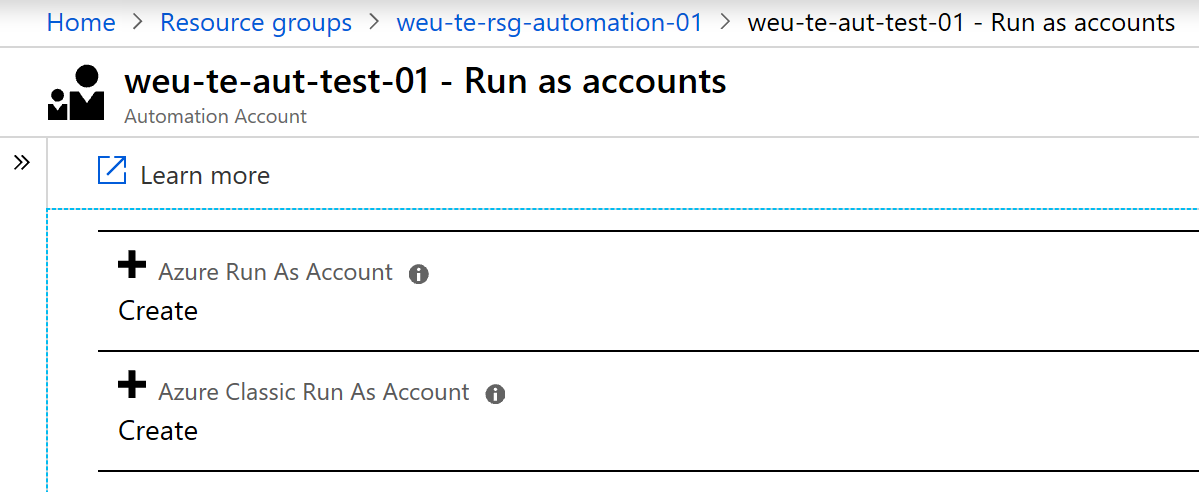 Home > Resource groups > weu-te-rsg-automation-01 > weu-te-aut-test-01 - Run as accounts
weu-te-aut-test-01 - Run as accounts
Automation Account
Learn more
Azure Run As Account
Create
Azure Classic Run As Account
Create